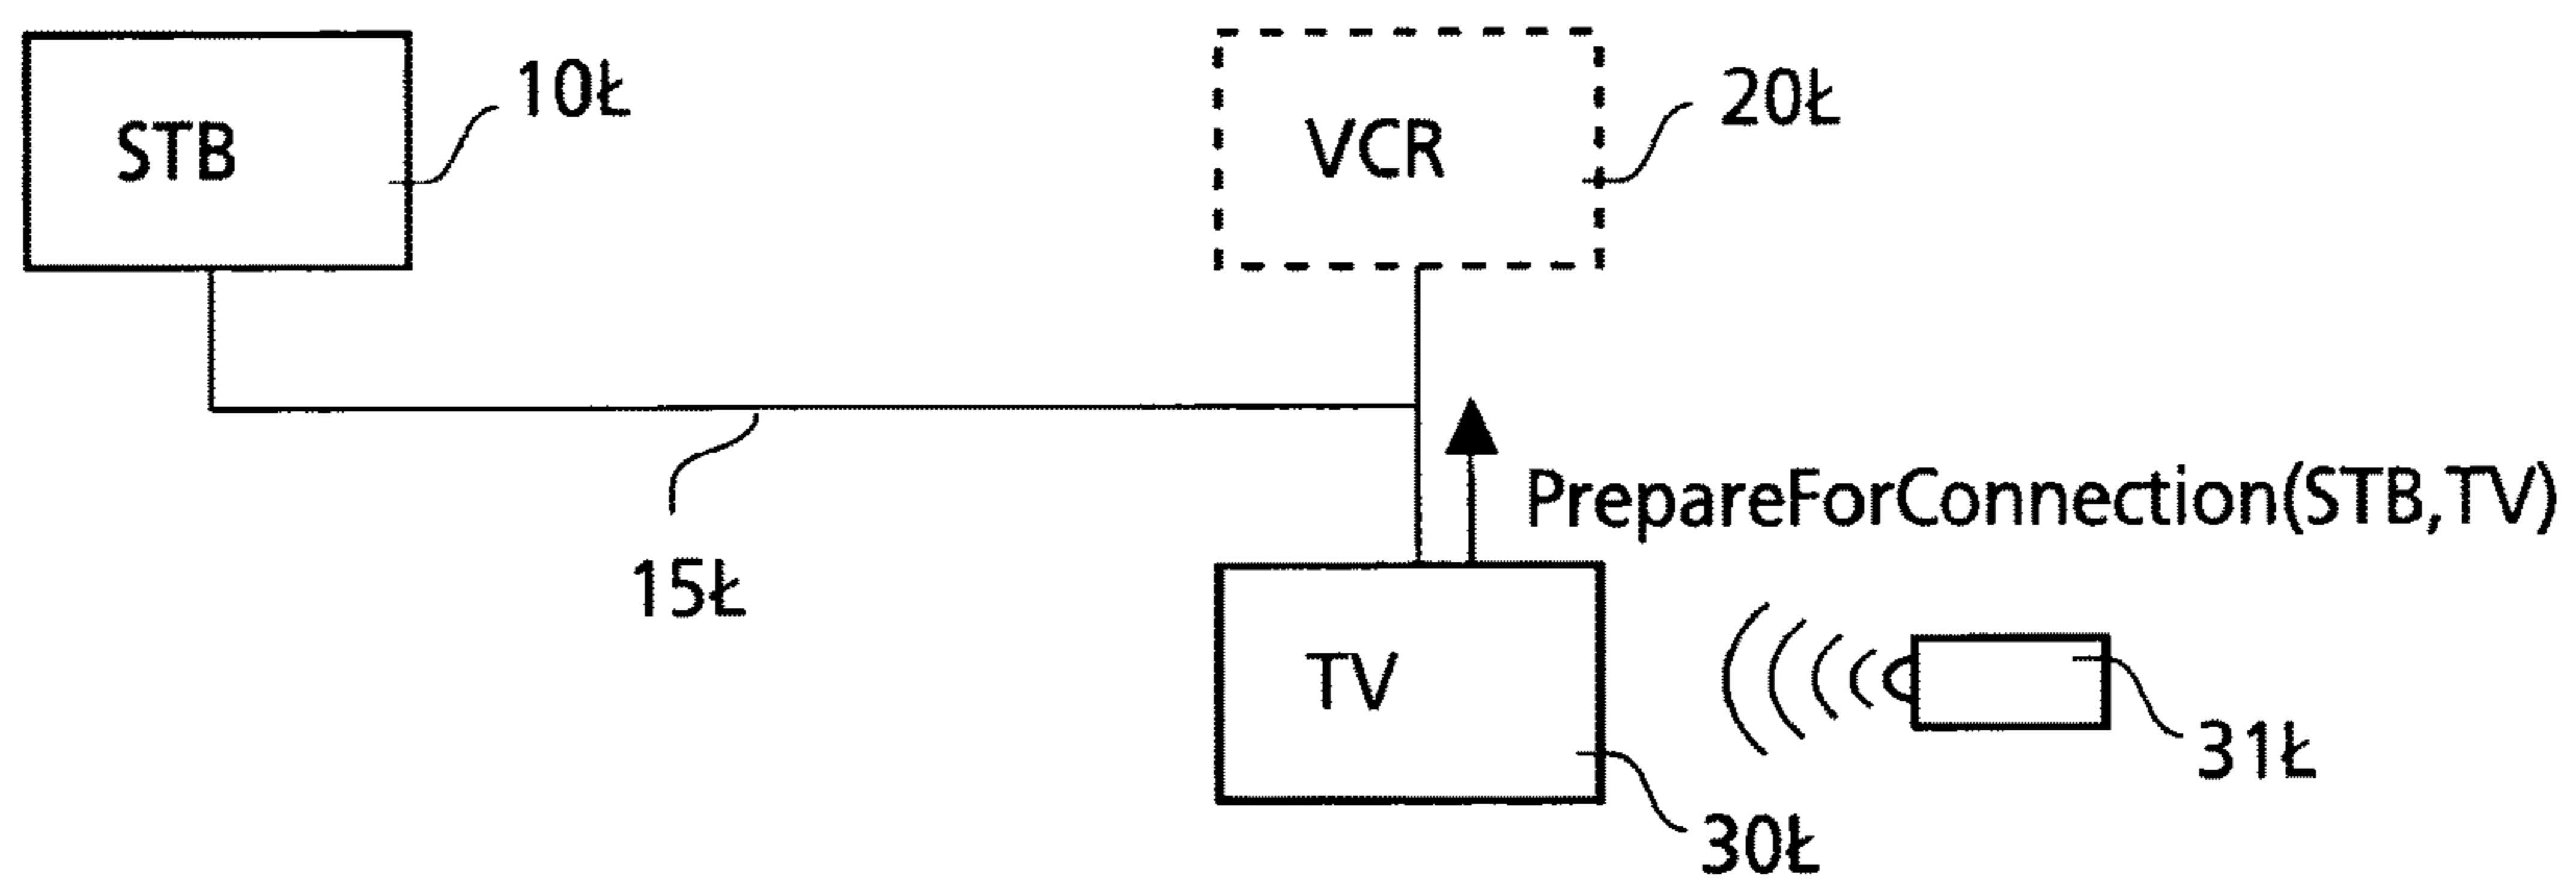 STB
10Ł
VCR
20Ł
15Ł
PrepareForConnection(STB,TV)
TV
31Ł
30Ł